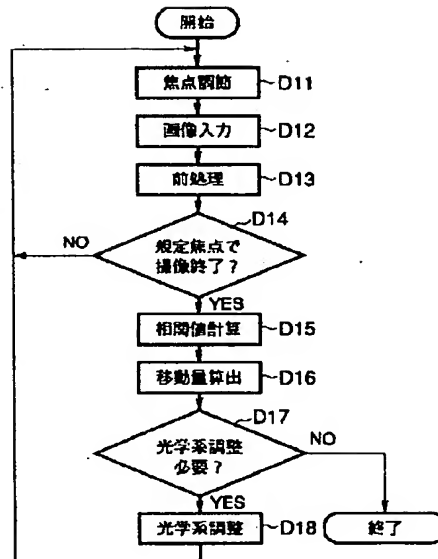 開始
焦点調節
D11
画像入力
D12
前処理
D13
D14
規定焦点で
撮像終了？
NO
YES
相関値計算
D15
移動量算出
D16
D17
光学系調整
必要？
NO
YES
光学系調整
D18
終了